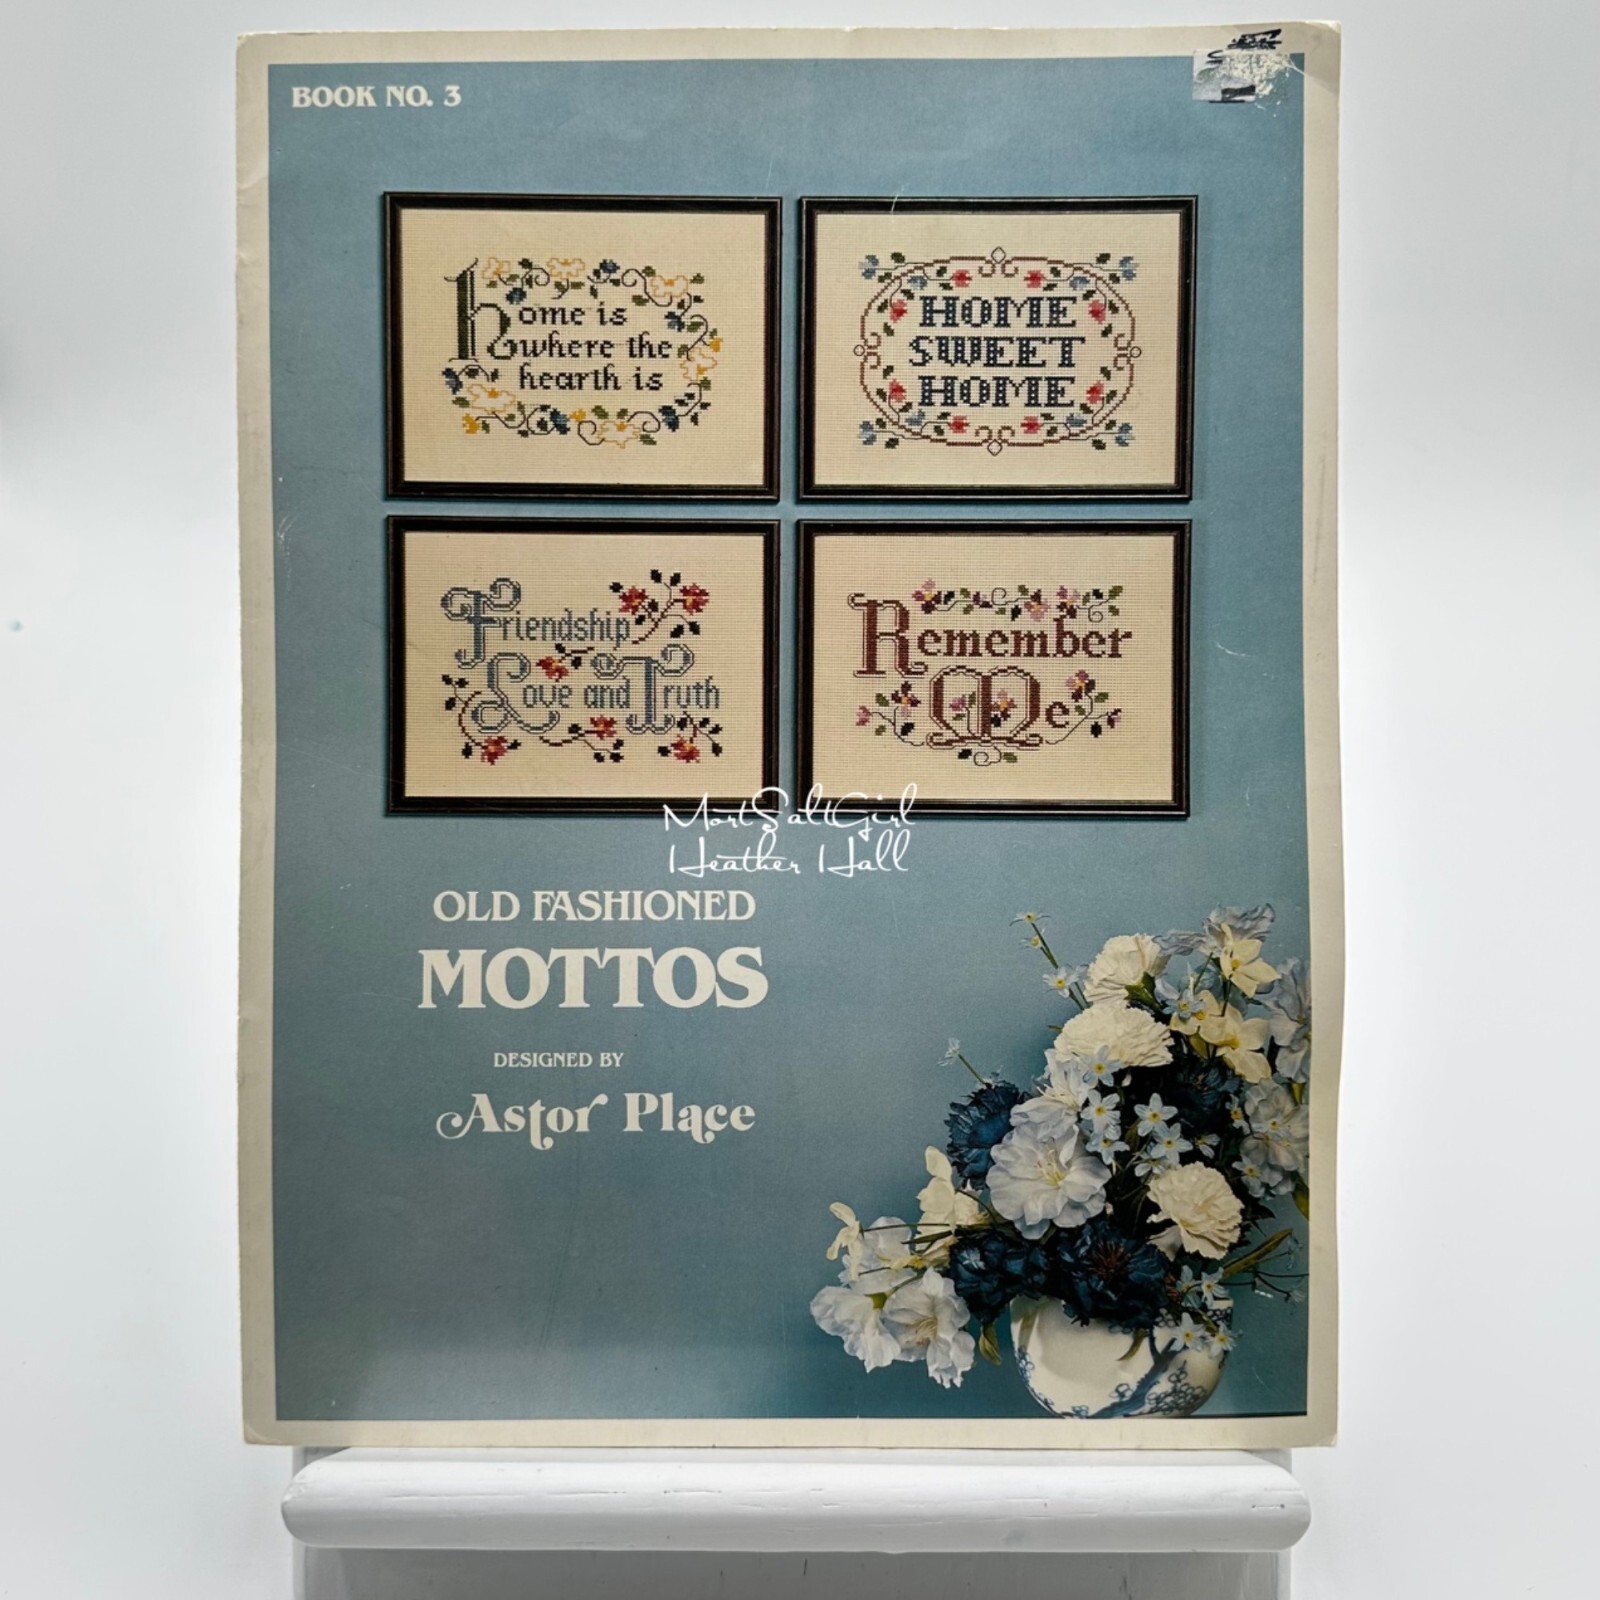 BOOK NO. 3
home is
where the
hearth is
HOME
SWEET
HOME
Friendship
Love and Truth
Remember
Me
MortSaltGirl
Heather Hall
OLD FASHIONED
MOTTOS
DESIGNED BY
Astor Place